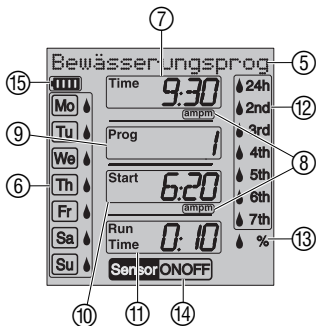 ⑦
Bewässerungsprog ⑤
⑮ Time 9:30 24h
ampm
Mo 2nd ⑫
⑨ Tu Prog 1 3rd
We 4th ⑧
⑥ Th Start 6:20 5th
ampm
Fr 6th
Sa Run Time 0:10 7th
Su % ⑬
Sensor ONOFF
⑩ ⑪ ⑭